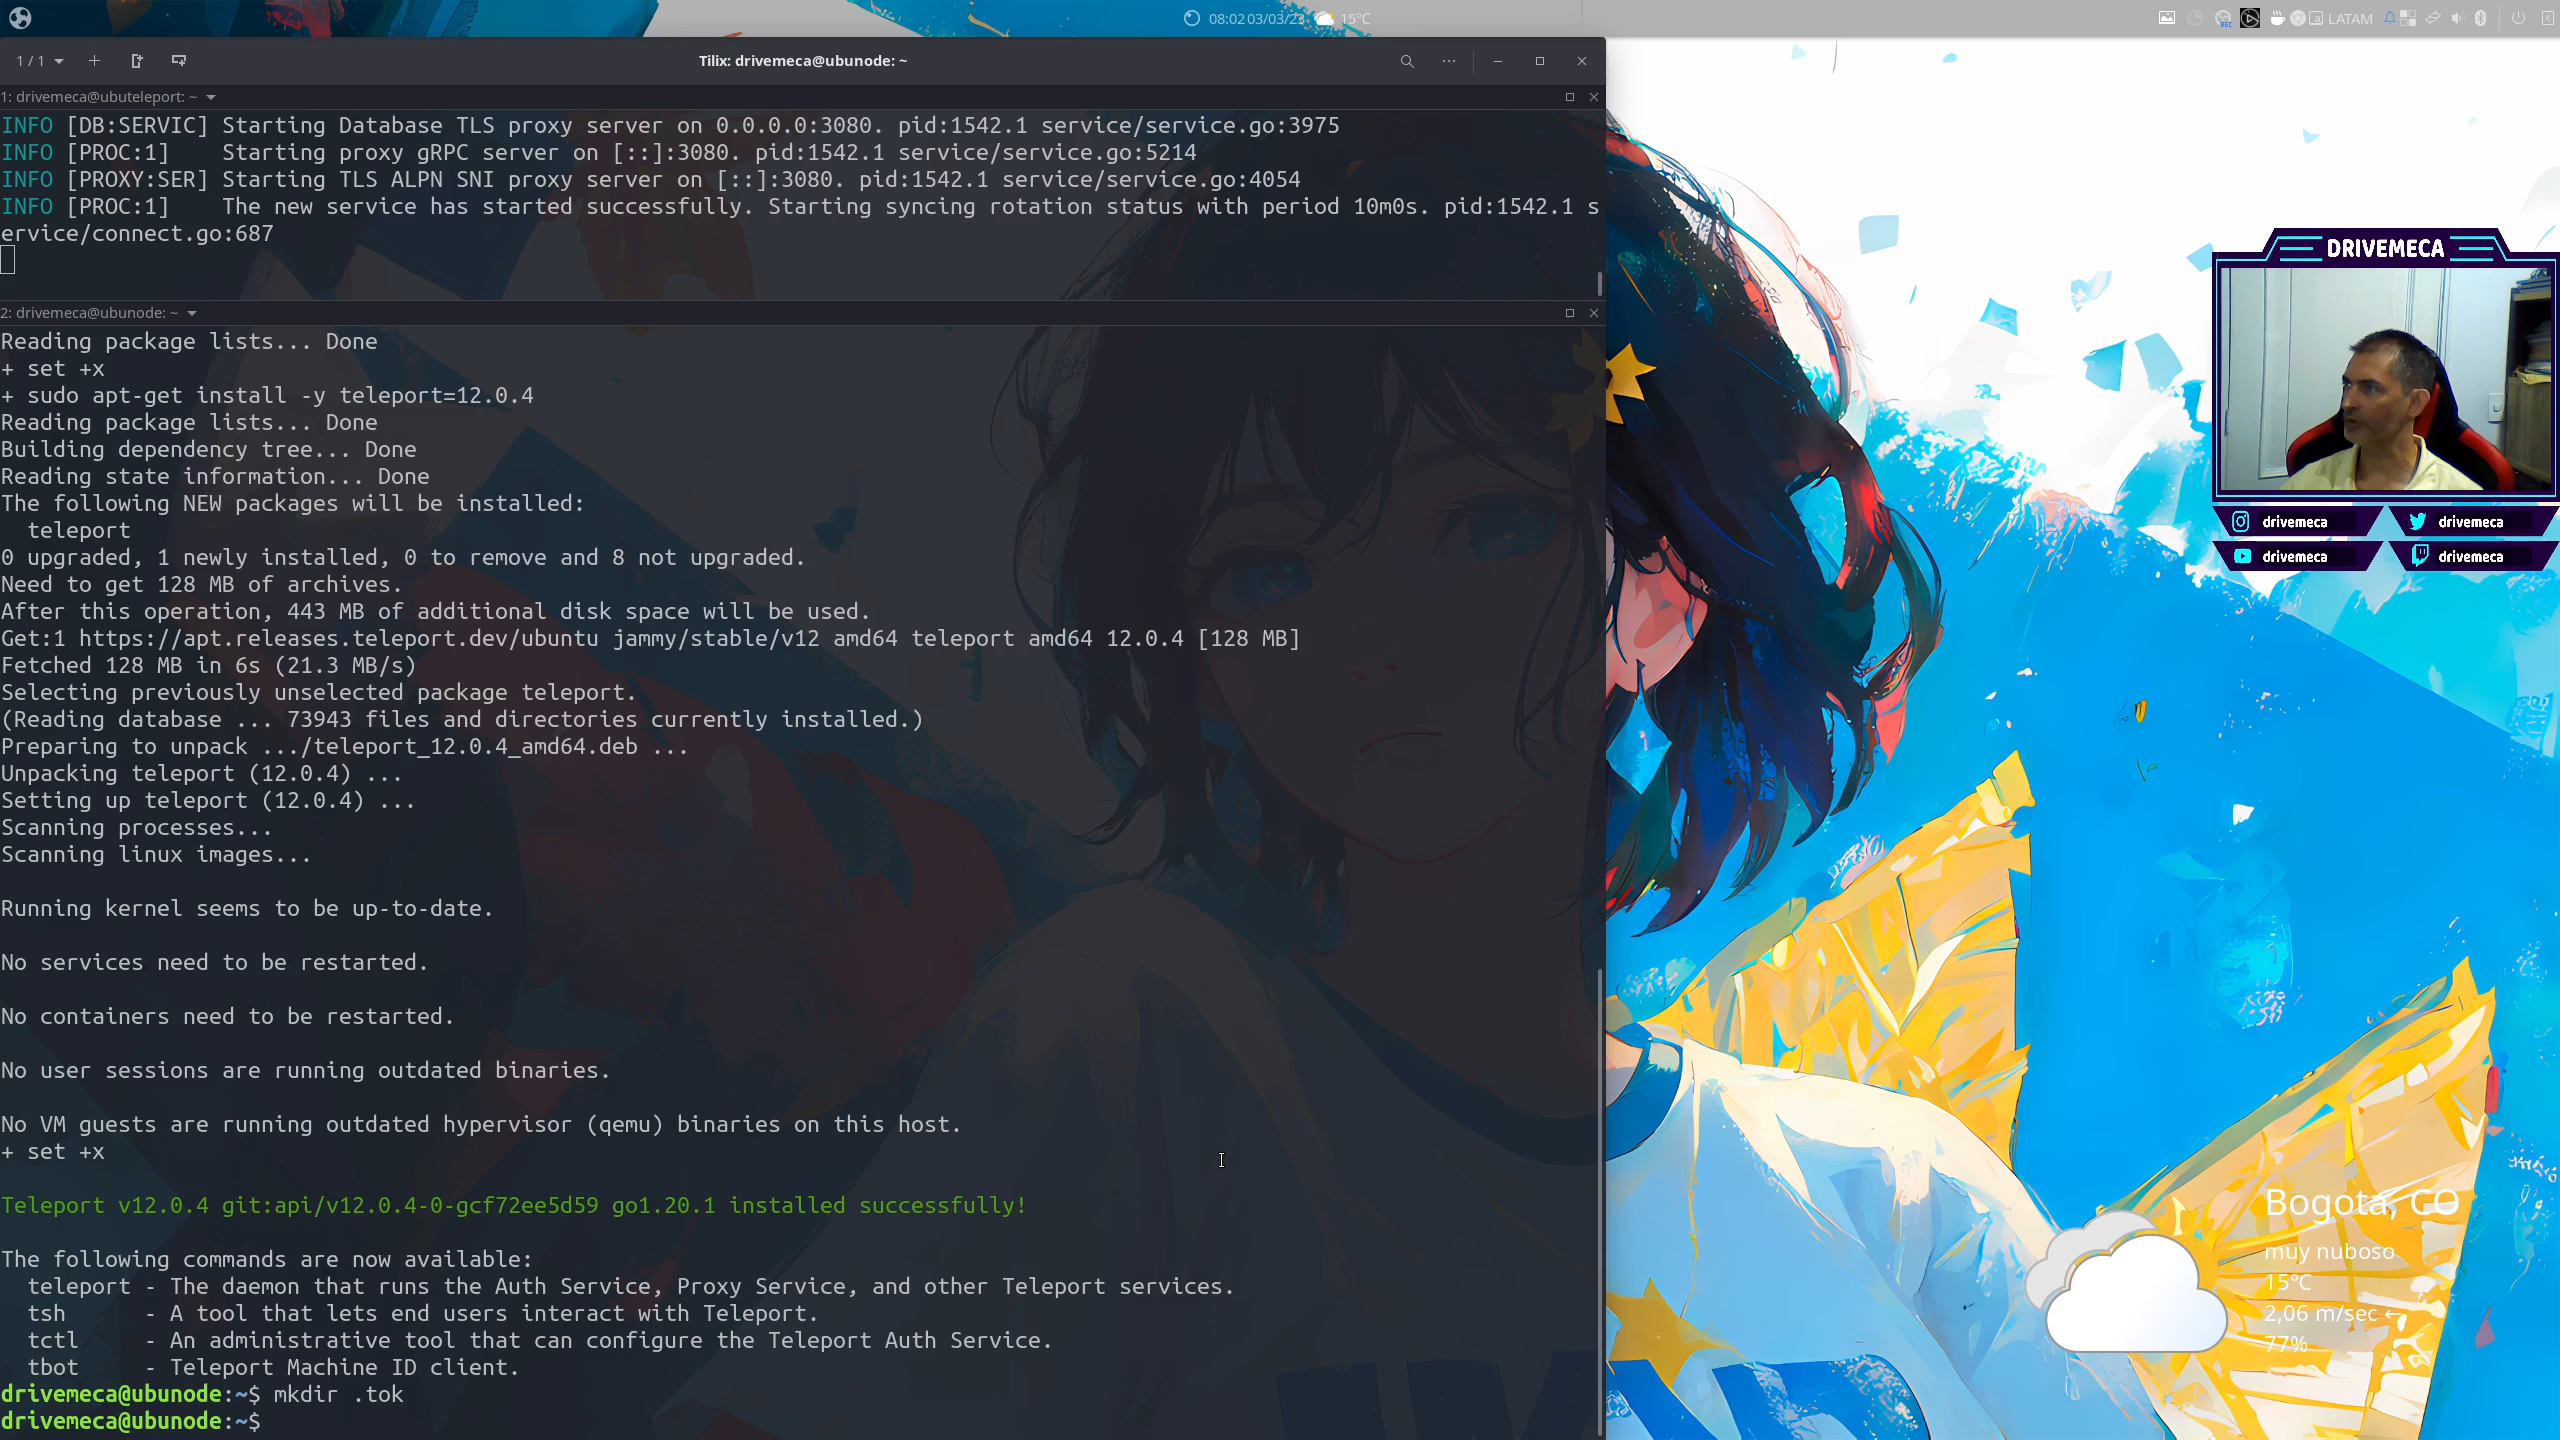 08:02 03/03/23 15°C
LATAM
1 / 1
Tilix: drivemeca@ubunode: ~
1: drivemeca@ubuteleport: ~
INFO [DB:SERVIC] Starting Database TLS proxy server on 0.0.0.0:3080. pid:1542.1 service/service.go:3975
INFO [PROC:1]    Starting proxy gRPC server on [::]:3080. pid:1542.1 service/service.go:5214
INFO [PROXY:SER] Starting TLS ALPN SNI proxy server on [::]:3080. pid:1542.1 service/service.go:4054
INFO [PROC:1]    The new service has started successfully. Starting syncing rotation status with period 10m0s. pid:1542.1 s
ervice/connect.go:687
2: drivemeca@ubunode: ~
Reading package lists... Done
+ set +x
+ sudo apt-get install -y teleport=12.0.4
Reading package lists... Done
Building dependency tree... Done
Reading state information... Done
The following NEW packages will be installed:
  teleport
0 upgraded, 1 newly installed, 0 to remove and 8 not upgraded.
Need to get 128 MB of archives.
After this operation, 443 MB of additional disk space will be used.
Get:1 https://apt.releases.teleport.dev/ubuntu jammy/stable/v12 amd64 teleport amd64 12.0.4 [128 MB]
Fetched 128 MB in 6s (21.3 MB/s)
Selecting previously unselected package teleport.
(Reading database ... 73943 files and directories currently installed.)
Preparing to unpack .../teleport_12.0.4_amd64.deb ...
Unpacking teleport (12.0.4) ...
Setting up teleport (12.0.4) ...
Scanning processes...
Scanning linux images...
Running kernel seems to be up-to-date.
No services need to be restarted.
No containers need to be restarted.
No user sessions are running outdated binaries.
No VM guests are running outdated hypervisor (qemu) binaries on this host.
+ set +x
Teleport v12.0.4 git:api/v12.0.4-0-gcf72ee5d59 go1.20.1 installed successfully!
The following commands are now available:
  teleport - The daemon that runs the Auth Service, Proxy Service, and other Teleport services.
  tsh      - A tool that lets end users interact with Teleport.
  tctl     - An administrative tool that can configure the Teleport Auth Service.
  tbot     - Teleport Machine ID client.
drivemeca@ubunode:~$ mkdir .tok
drivemeca@ubunode:~$
DRIVEMECA
drivemeca drivemeca
drivemeca drivemeca
Bogotá, CO
muy nuboso
15°C
2,06 m/sec ←
77%